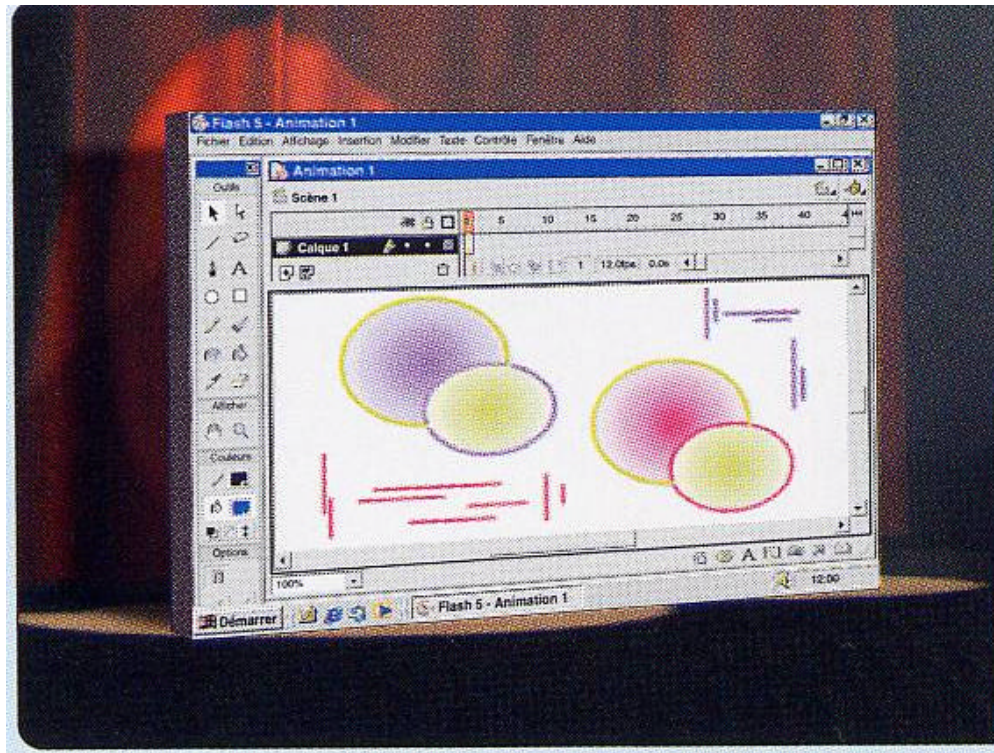 Flash 5 - Animation 1
Fichier Edition Affichage Insertion Modifier Texte Contrôle Fenêtre Aide
Outils
A
Afficher
Couleurs
Options
Animation 1
Scène 1
5 10 15 20 25 30 35 40
Calque 1
1 12.0fps 0.0s
100%
A
Démarrer
Flash 5 - Animation 1
12:00